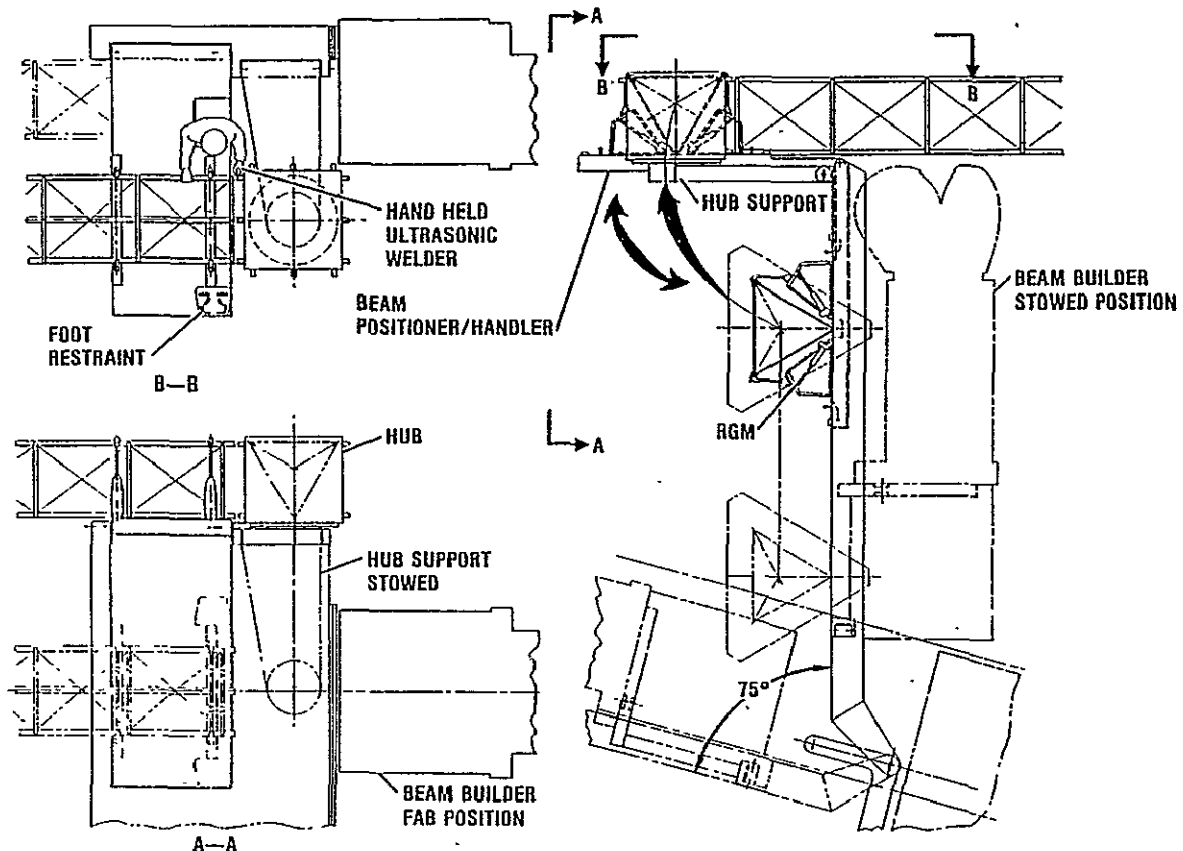 A
B
B
HAND HELD
ULTRASONIC
WELDER
HUB SUPPORT
BEAM
POSITIONER/HANDLER
BEAM BUILDER
STOWED POSITION
FOOT
RESTRAINT
B—B
RGM
A
HUB
HUB SUPPORT
STOWED
75°
BEAM BUILDER
FAB POSITION
A—A